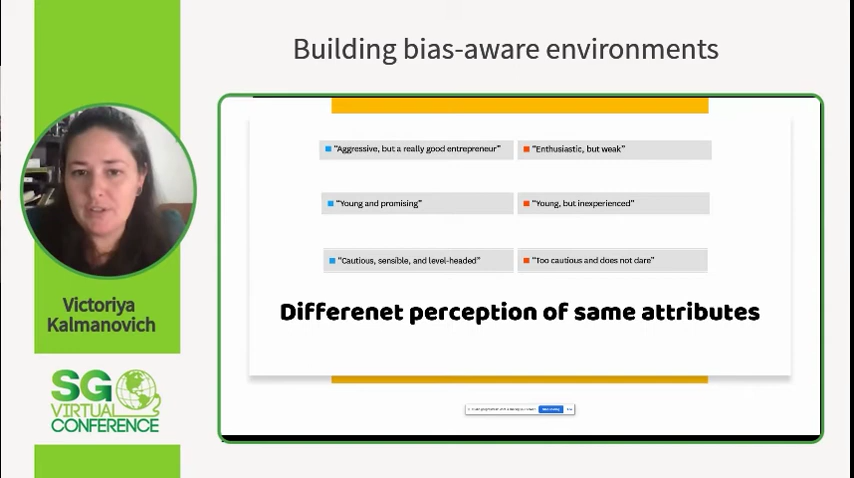 Building bias-aware environments
"Aggressive, but a really good entrepreneur"
"Enthusiastic, but weak"
"Young and promising"
"Young, but inexperienced"
"Cautious, sensible, and level-headed"
"Too cautious and does not dare"
Differenet perception of same attributes
Victoriya
Kalmanovich
SG
VIRTUAL
CONFERENCE